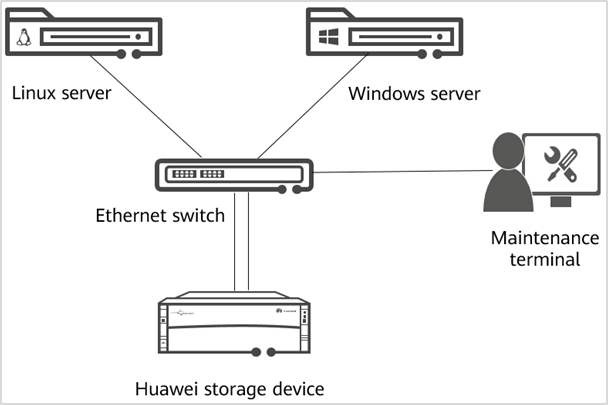 Linux server
Windows server
Ethernet switch
Maintenance
terminal
Huawei storage device